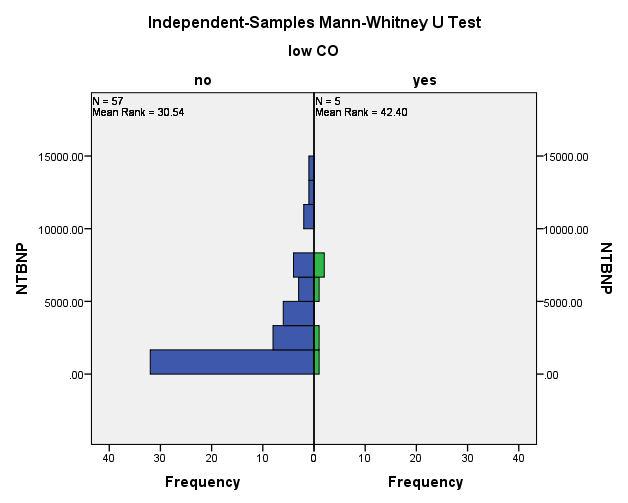 Independent-Samples Mann-Whitney U Test
low CO
no
yes
N = 57
Mean Rank = 30.54
N = 5
Mean Rank = 42.40
15000.00
10000.00
5000.00
.00
NTBNP
15000.00
10000.00
5000.00
.00
NTBNP
40 30 20 10 0 10 20 30 40
Frequency
Frequency